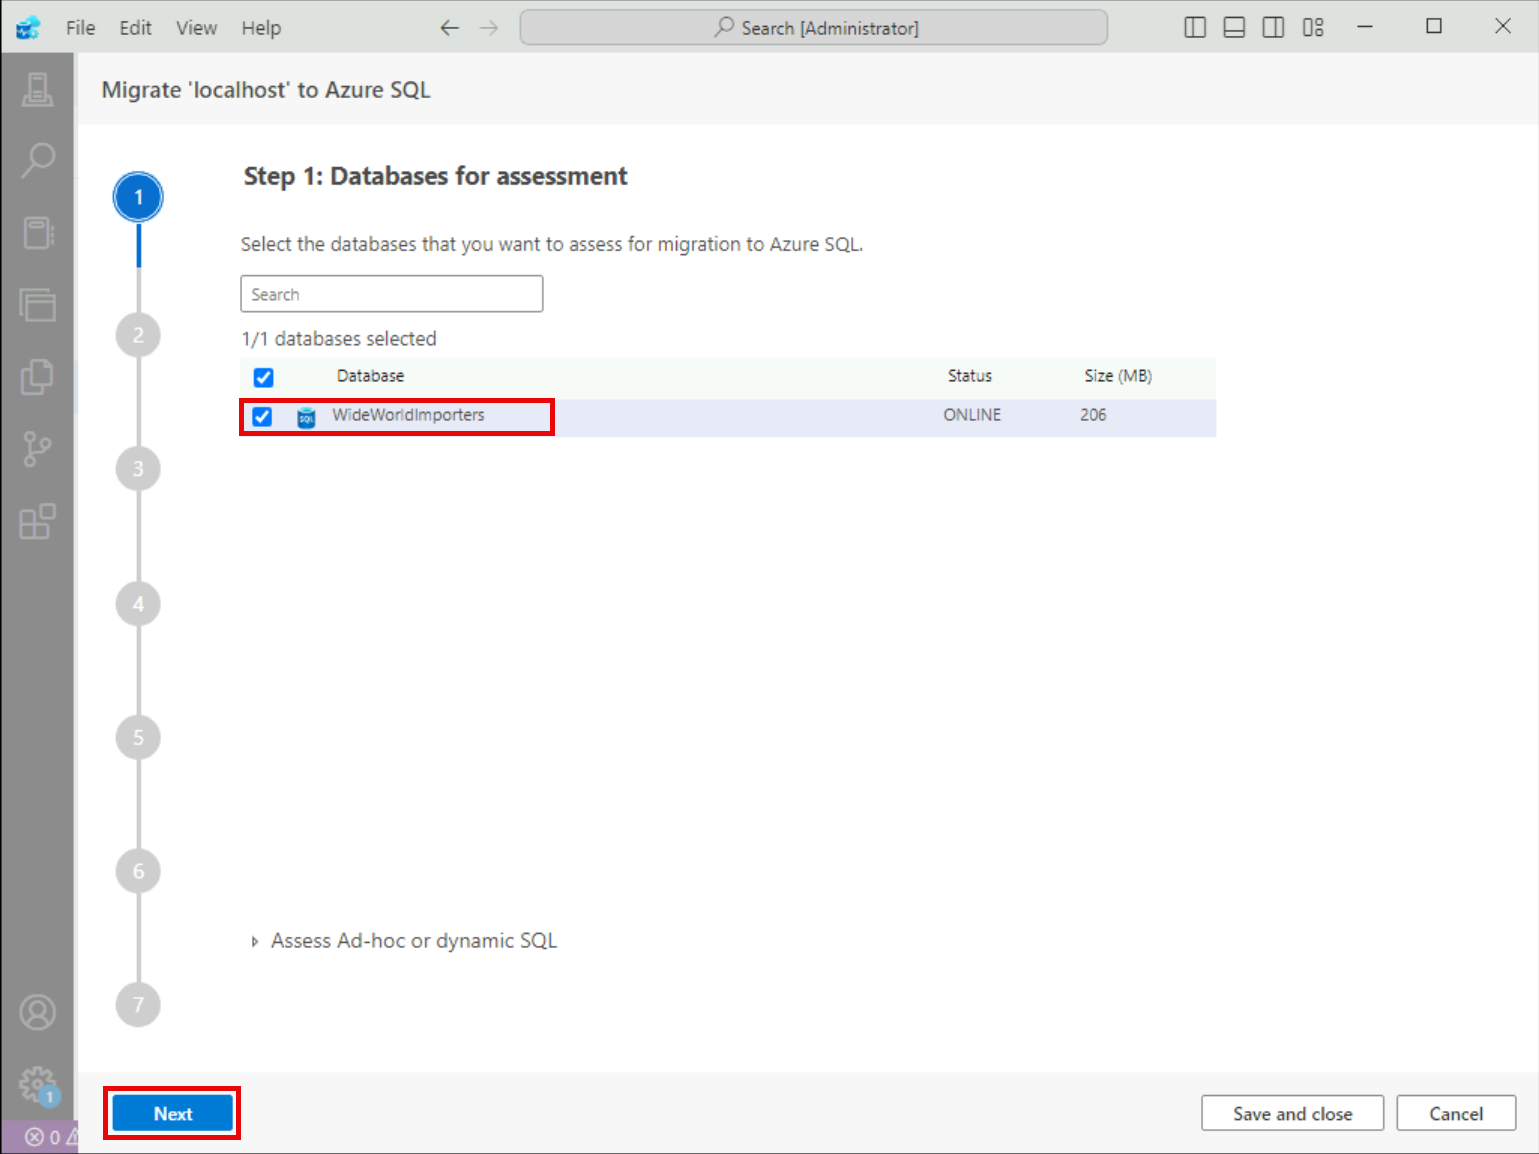 File Edit View Help Search [Administrator]
Migrate 'localhost' to Azure SQL
Step 1: Databases for assessment
1
Select the databases that you want to assess for migration to Azure SQL.
Search
2
1/1 databases selected
Database Status Size (MB)
SQL WideWorldImporters ONLINE 206
3
4
5
6
Assess Ad-hoc or dynamic SQL
7
1
Next Save and close Cancel
0